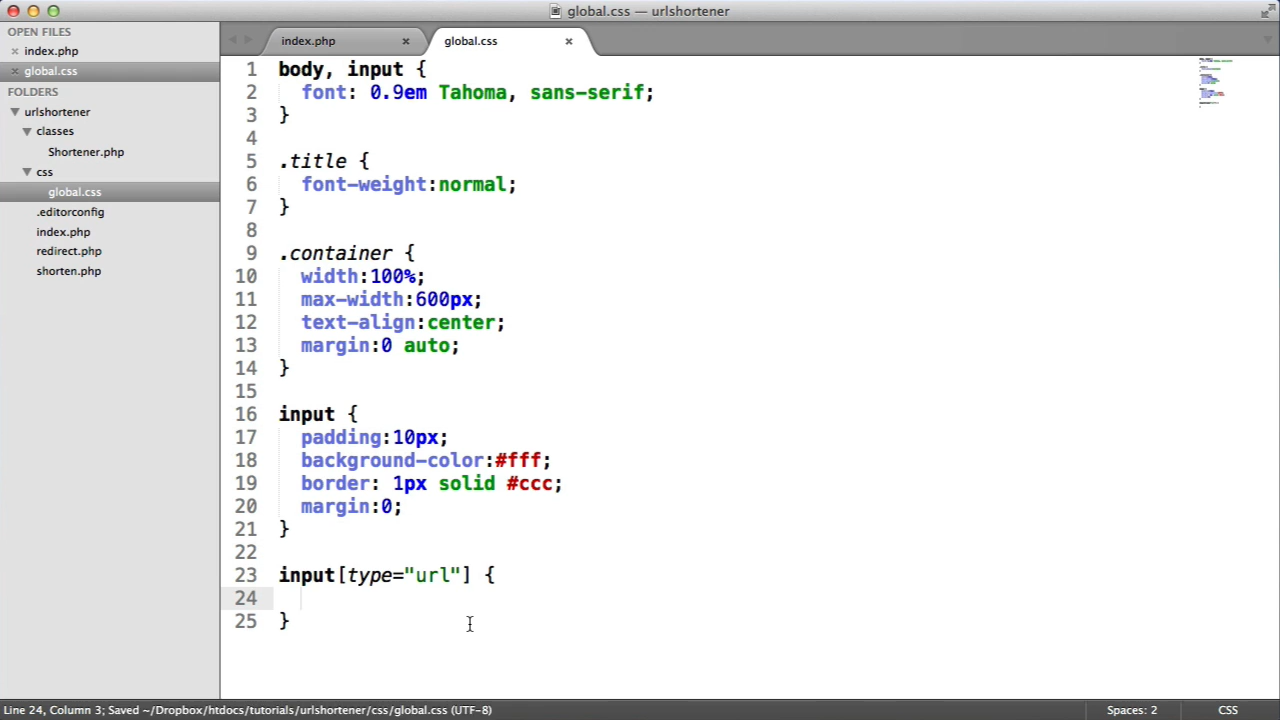 global.css — urlshortener
OPEN FILES
index.php
global.css
FOLDERS
urlshortener
classes
Shortener.php
css
global.css
.editorconfig
index.php
redirect.php
shorten.php
index.php
global.css
1 body, input {
2 font: 0.9em Tahoma, sans-serif;
3 }
4
5 .title {
6 font-weight:normal;
7 }
8
9 .container {
10 width:100%;
11 max-width:600px;
12 text-align:center;
13 margin:0 auto;
14 }
15
16 input {
17 padding:10px;
18 background-color:#fff;
19 border: 1px solid #ccc;
20 margin:0;
21 }
22
23 input[type="url"] {
24
25 }
Line 24, Column 3; Saved ~/Dropbox/htdocs/tutorials/urlshortener/css/global.css (UTF-8)
Spaces: 2
CSS